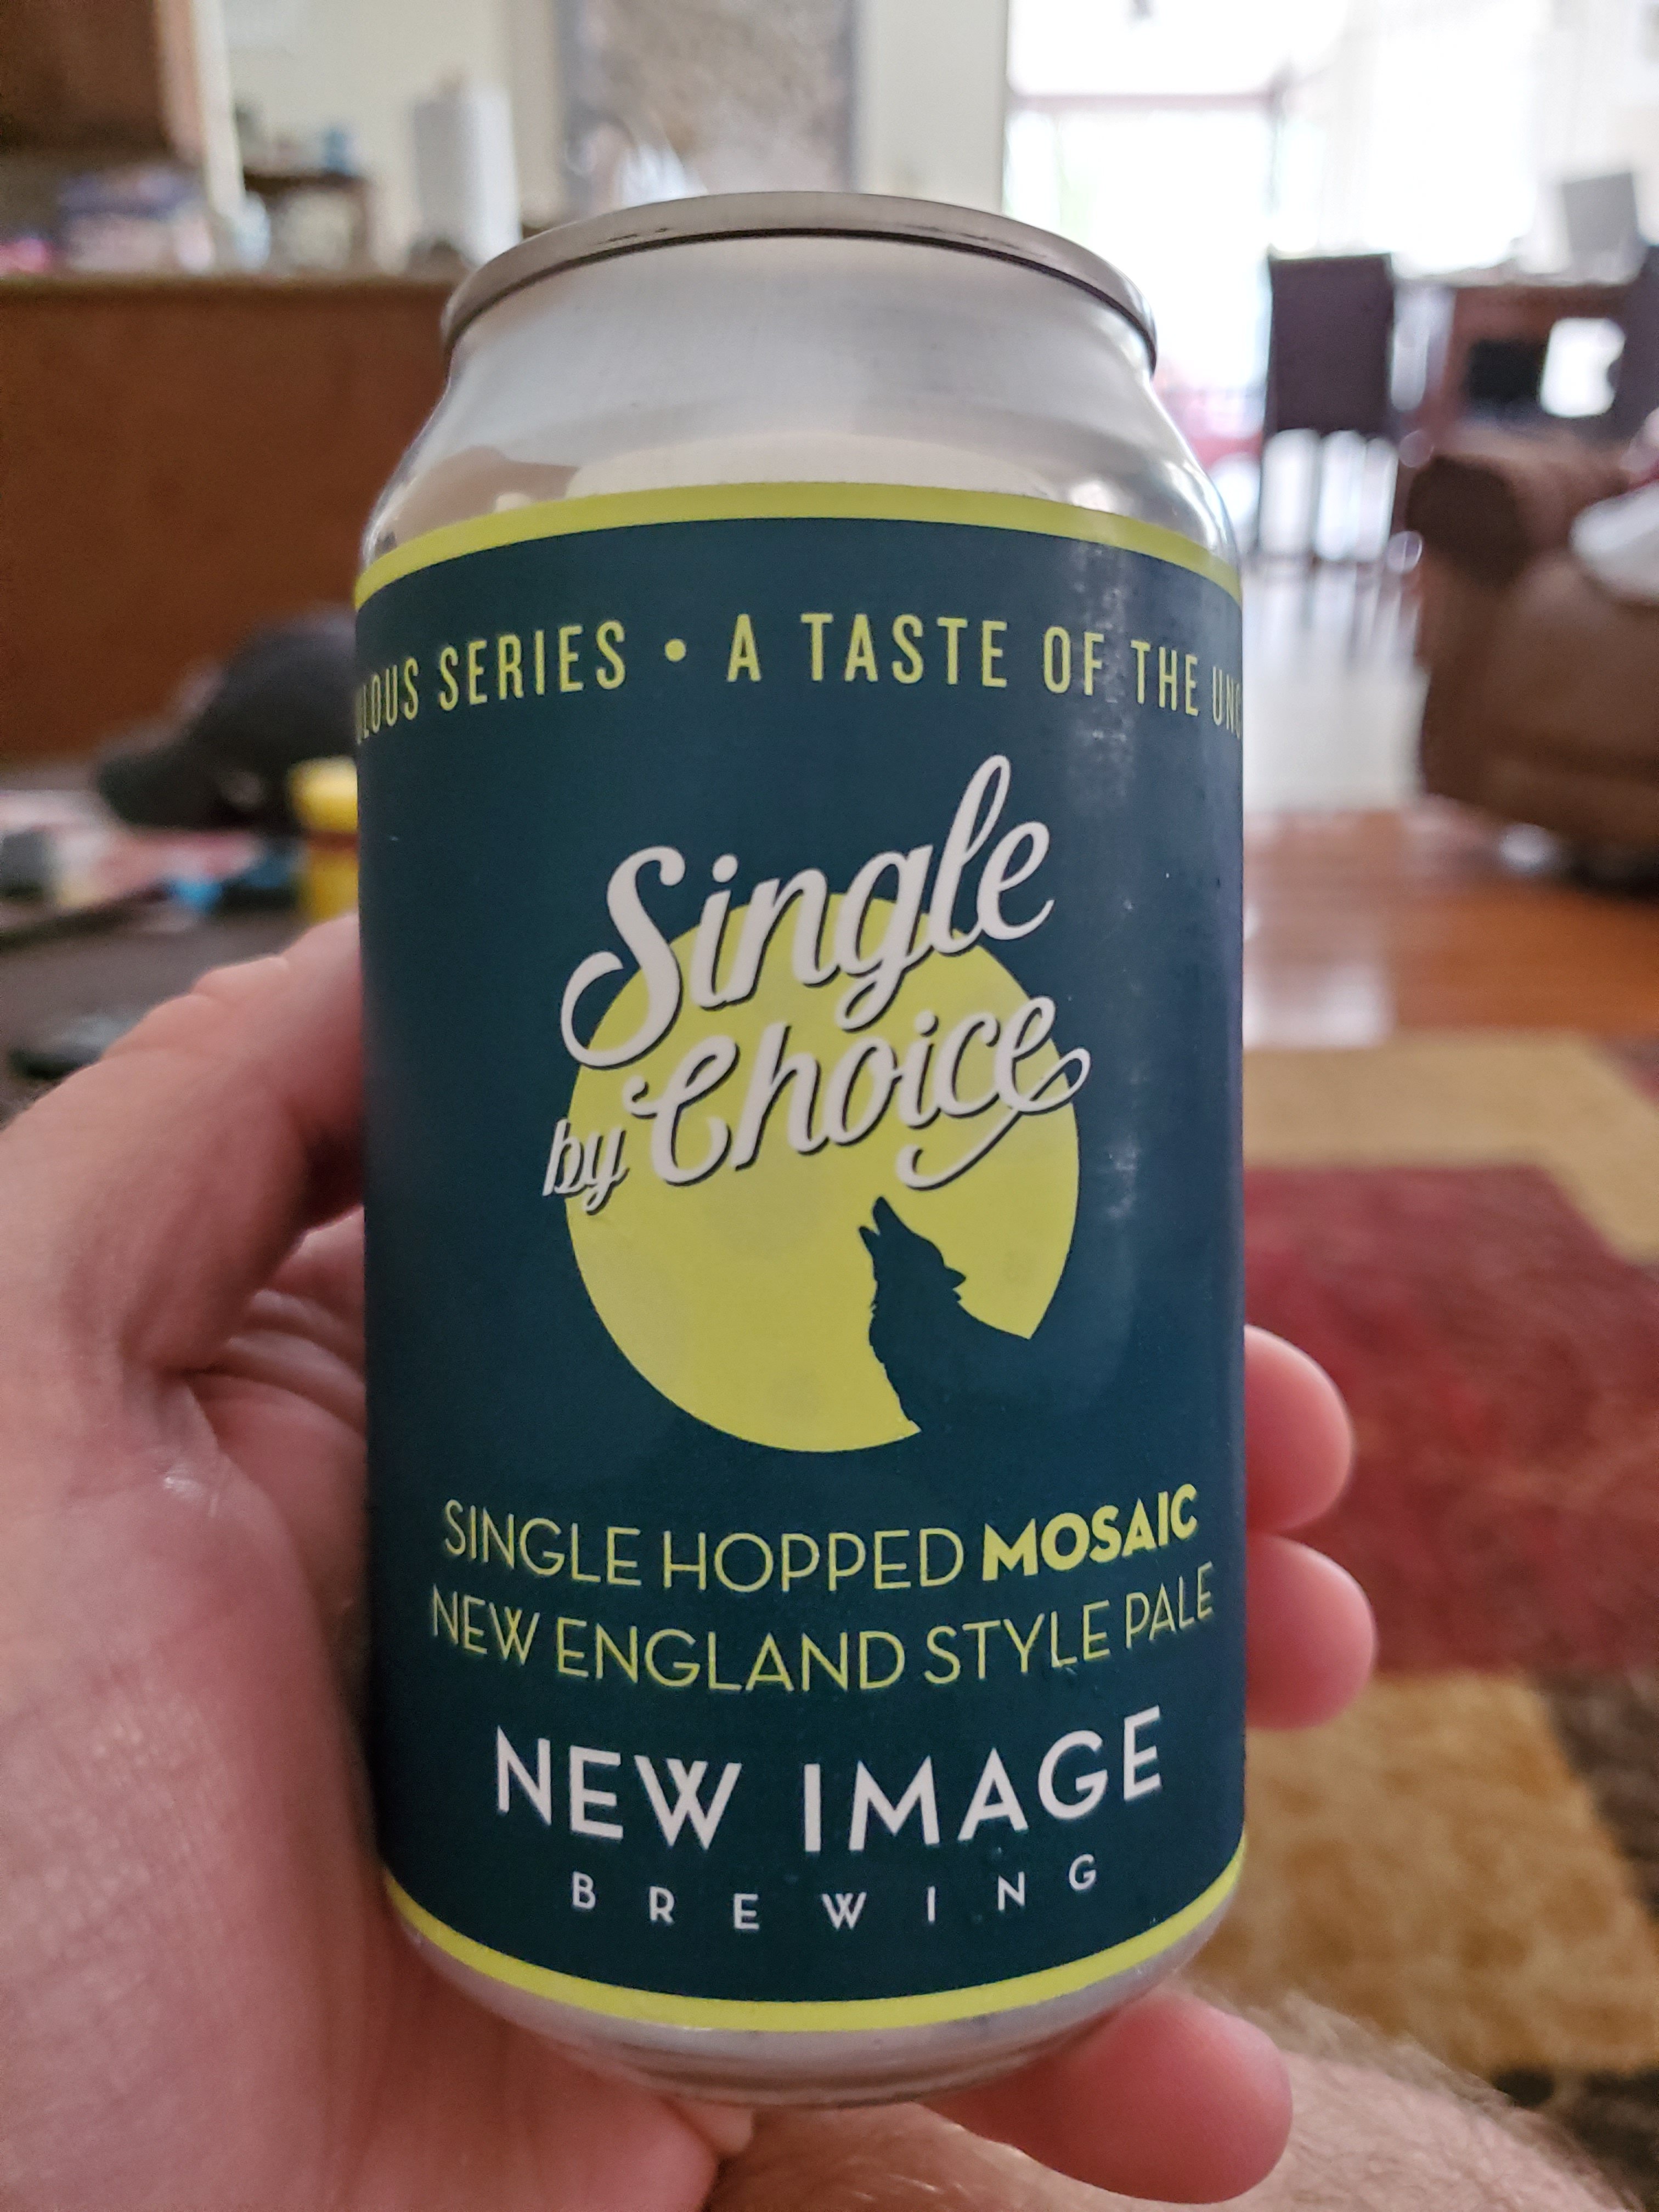 SERIES • A TASTE OF THE
Single
by Choice
SINGLE HOPPED MOSAIC
NEW ENGLAND STYLE PALE
NEW IMAGE
BREWING